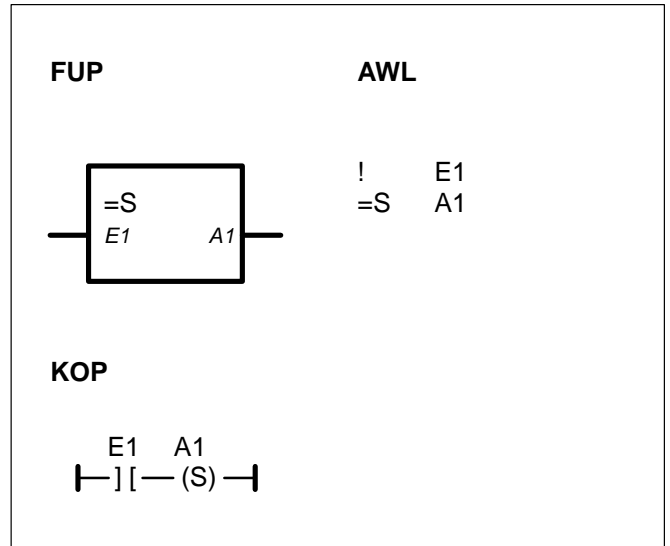 FUP AWL
! E1
=S A1
=S
E1 A1
KOP
E1 A1
] [ (S)